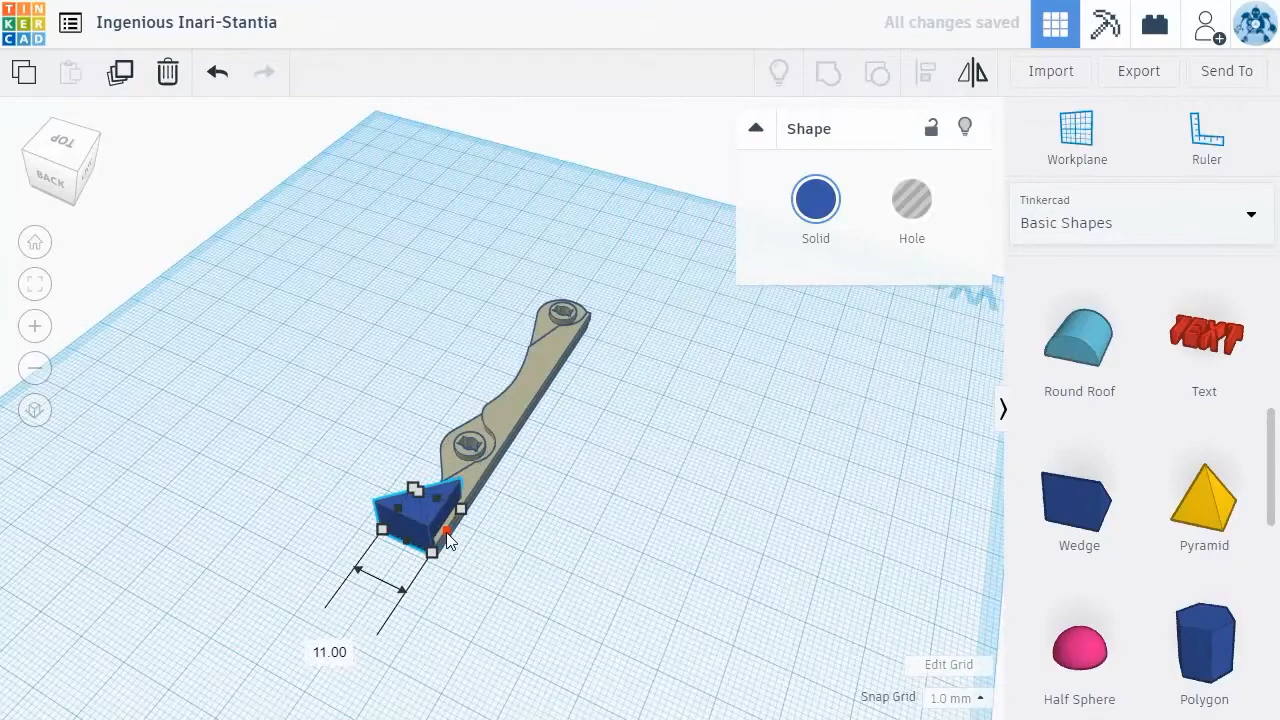 TIN
KER
CAD
Ingenious Inari-Stantia
All changes saved
Import
Export
Send To
TOP
BACK
Shape
Solid
Hole
Workplane
Ruler
Tinkercad
Basic Shapes
Round Roof
TEXT
Text
Wedge
Pyramid
Half Sphere
Polygon
11.00
Edit Grid
Snap Grid
1.0 mm